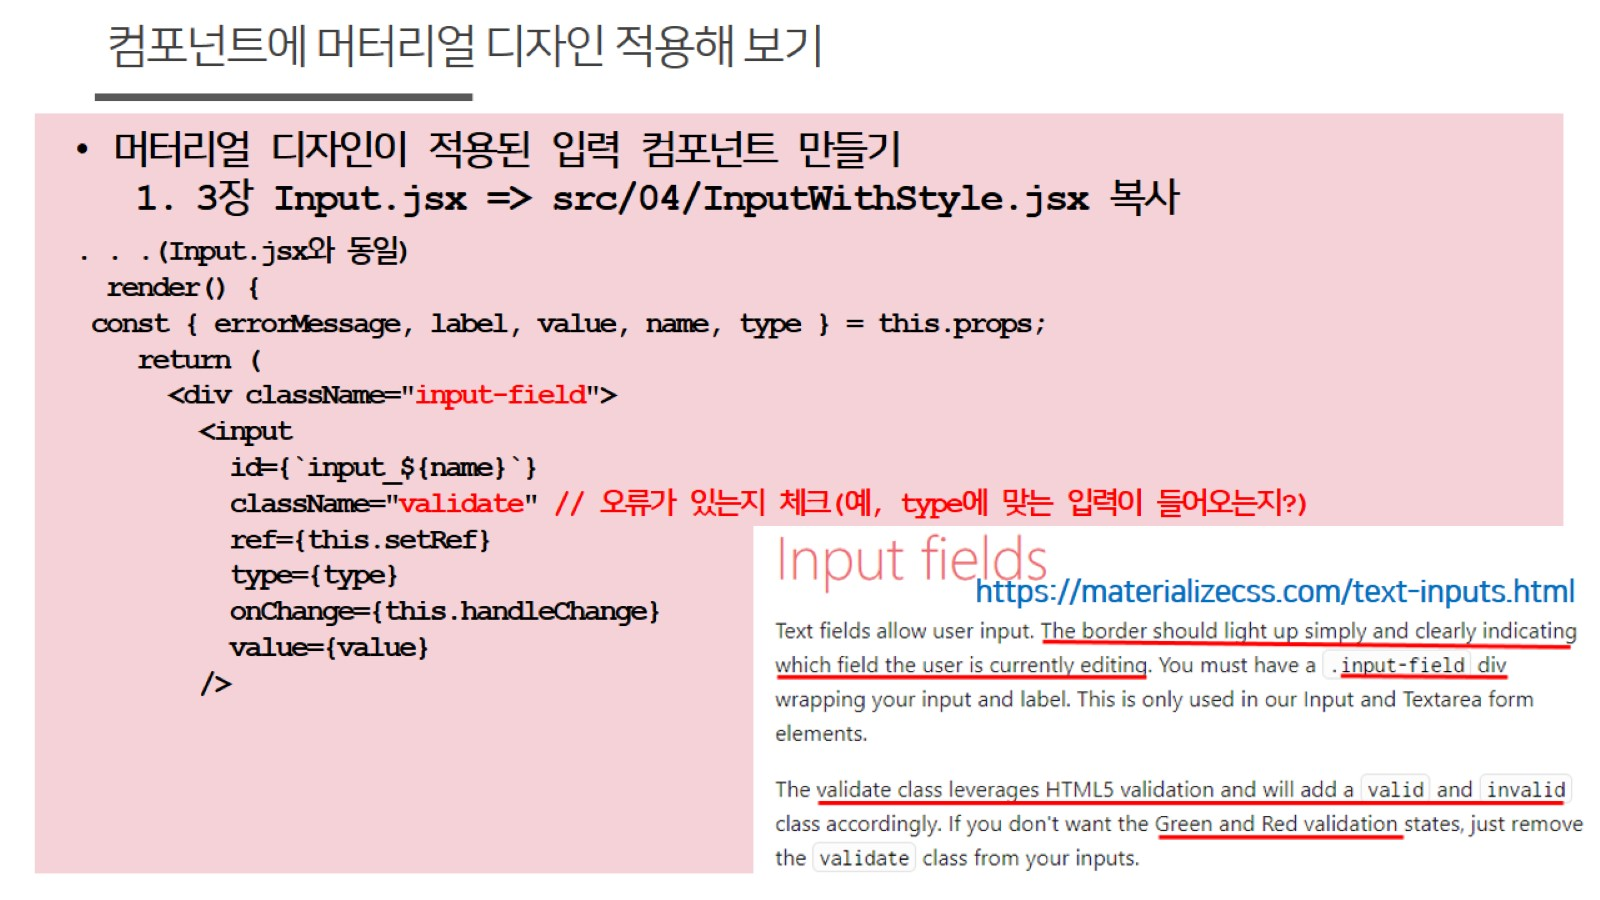 컴포넌트에 머터리얼 디자인 적용해 보기
• 머터리얼 디자인이 적용된 입력 컴포넌트 만들기
1. 3장 Input.jsx => src/04/InputWithStyle.jsx 복사
. . .(Input.jsx와 동일)
render() {
const { errorMessage, label, value, name, type } = this.props;
return (
<div className="input-field">
<input
id={`input_${name}`}
className="validate" // 오류가 있는지 체크(예, type에 맞는 입력이 들어오는지?)
ref={this.setRef}
type={type}
onChange={this.handleChange}
value={value}
/>
Input fields
https://materializecss.com/text-inputs.html
Text fields allow user input. The border should light up simply and clearly indicating
which field the user is currently editing. You must have a .input-field div
wrapping your input and label. This is only used in our Input and Textarea form
elements.
The validate class leverages HTML5 validation and will add a valid and invalid
class accordingly. If you don't want the Green and Red validation states, just remove
the validate class from your inputs.